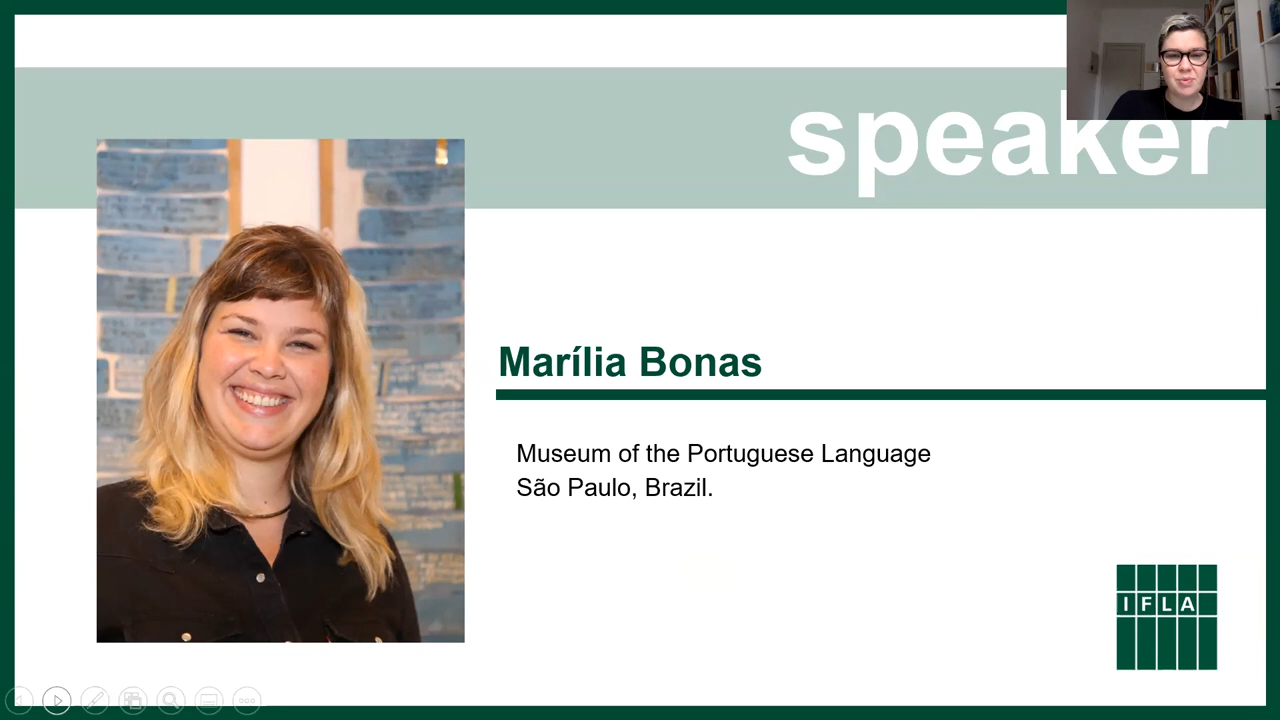 speaker
Marília Bonas
Museum of the Portuguese Language
São Paulo, Brazil.
IFLA